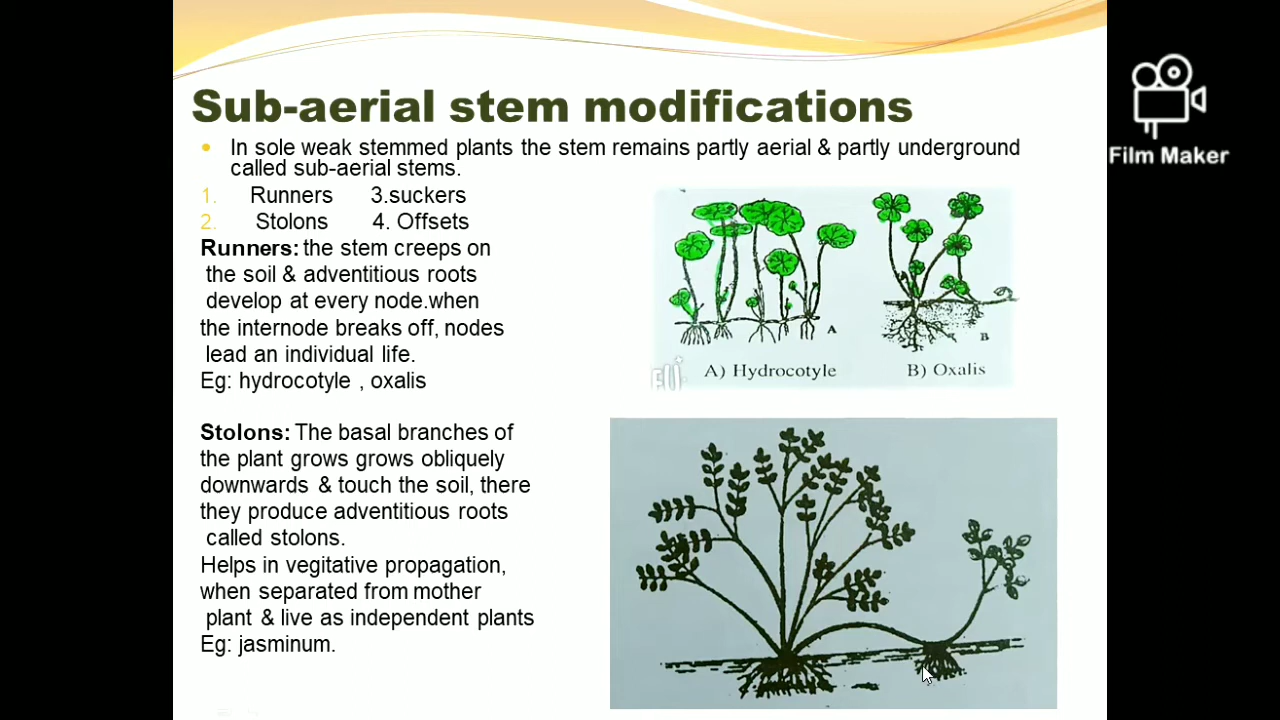 Sub-aerial stem modifications
In sole weak stemmed plants the stem remains partly aerial & partly underground
called sub-aerial stems.
1. Runners 3.suckers
2. Stolons 4. Offsets
Runners: the stem creeps on
the soil & adventitious roots
develop at every node.when
the internode breaks off, nodes
lead an individual life.
Eg: hydrocotyle , oxalis
Stolons: The basal branches of
the plant grows grows obliquely
downwards & touch the soil, there
they produce adventitious roots
called stolons.
Helps in vegitative propagation,
when separated from mother
plant & live as independent plants
Eg: jasminum.
A
B
A) Hydrocotyle
B) Oxalis
Film Maker